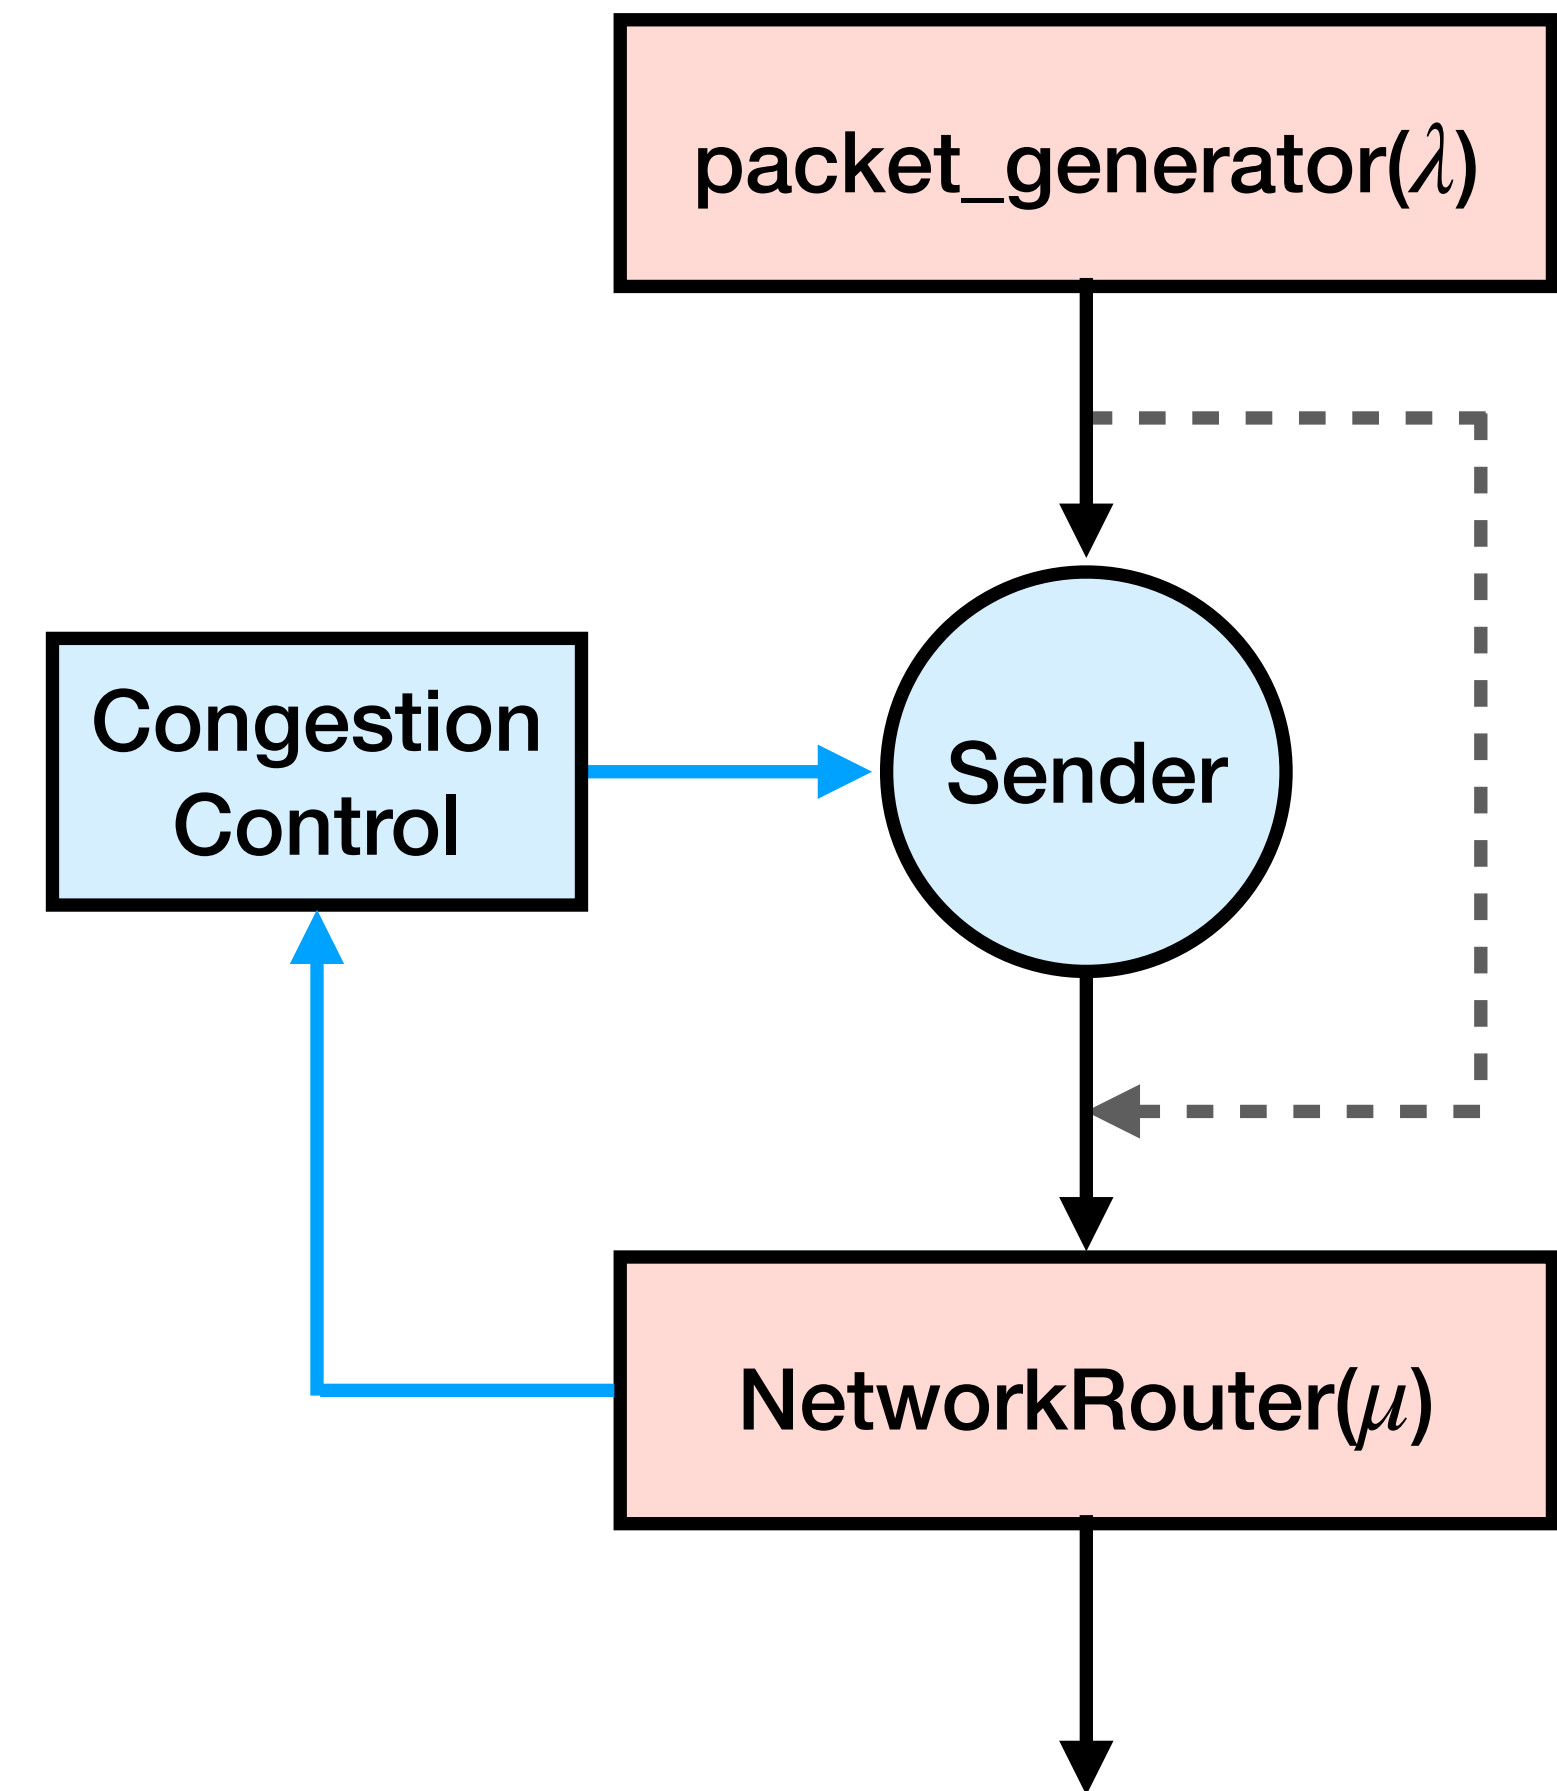 packet_generator(λ)
Congestion
Control
Sender
NetworkRouter(μ)